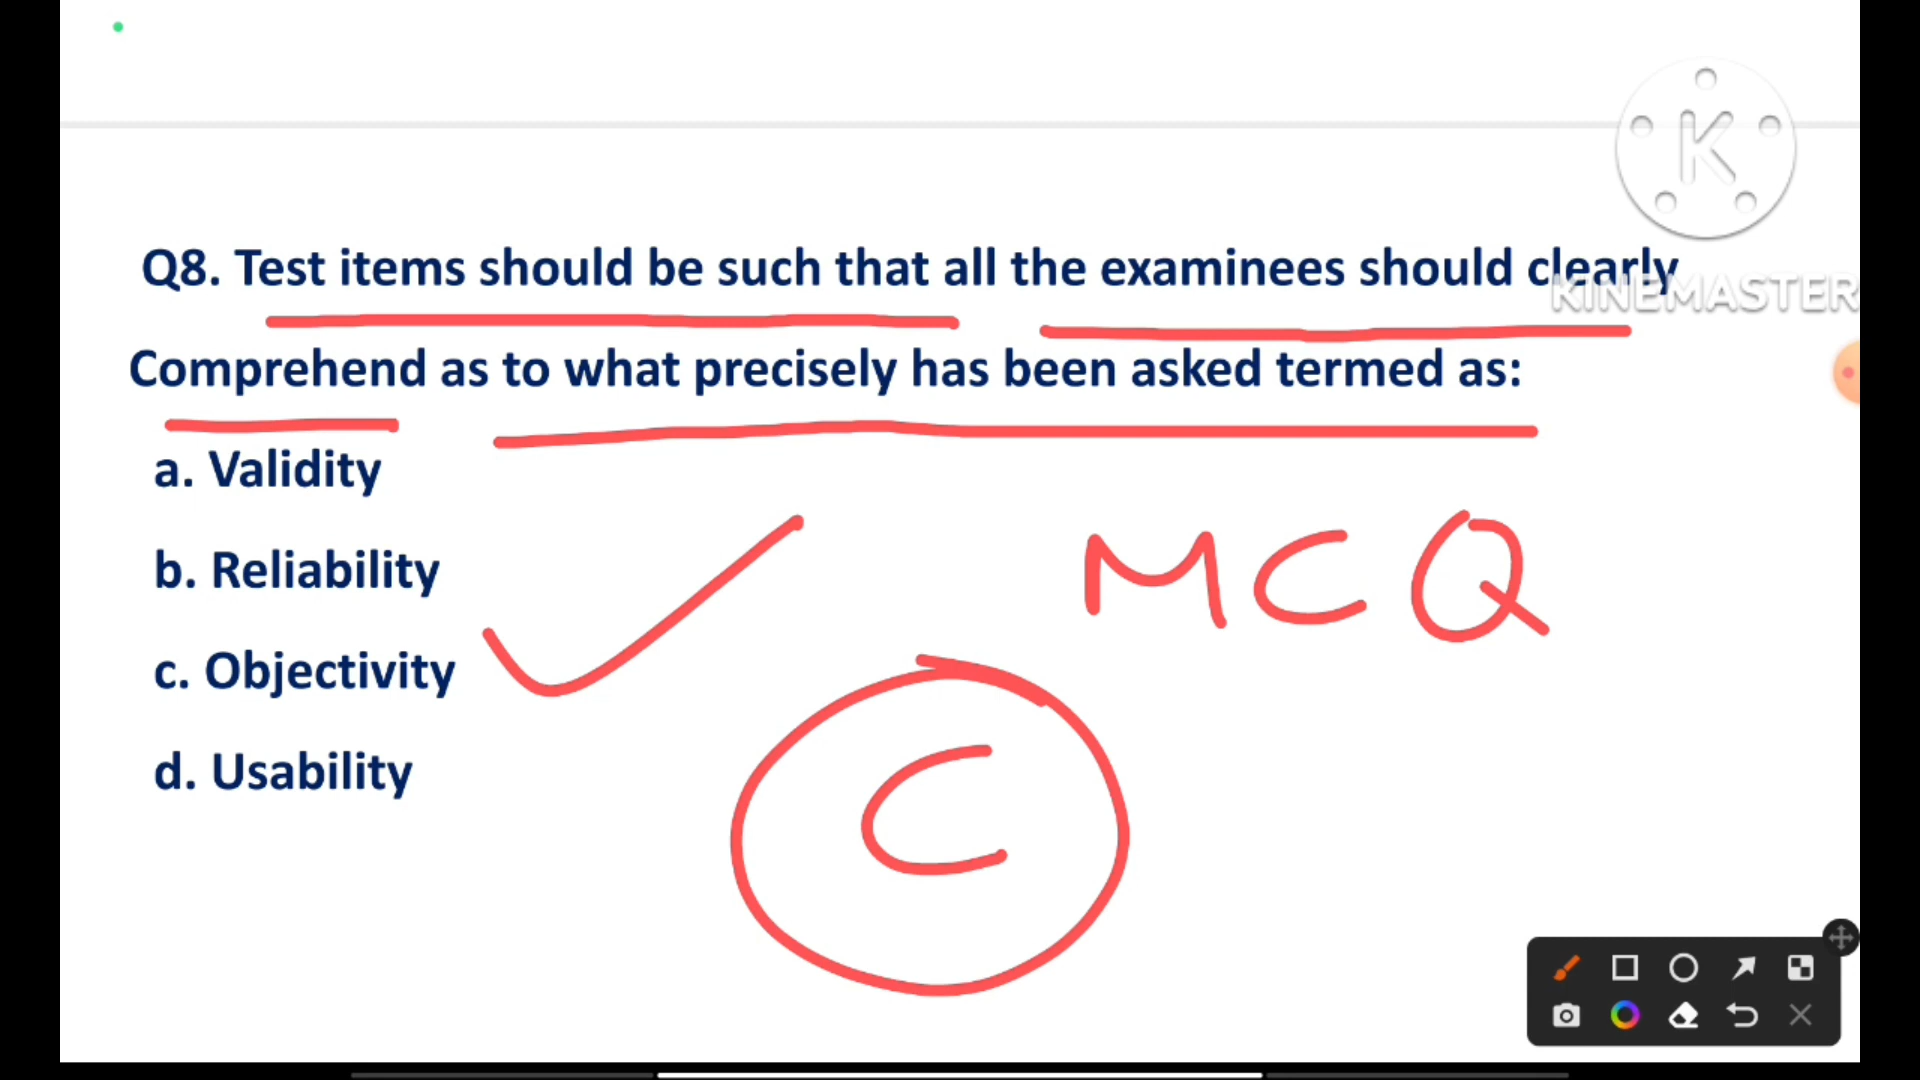 K
KINEMASTER
Q8. Test items should be such that all the examinees should clearly
Comprehend as to what precisely has been asked termed as:
a. Validity
b. Reliability
c. Objectivity
d. Usability
MCQ
C